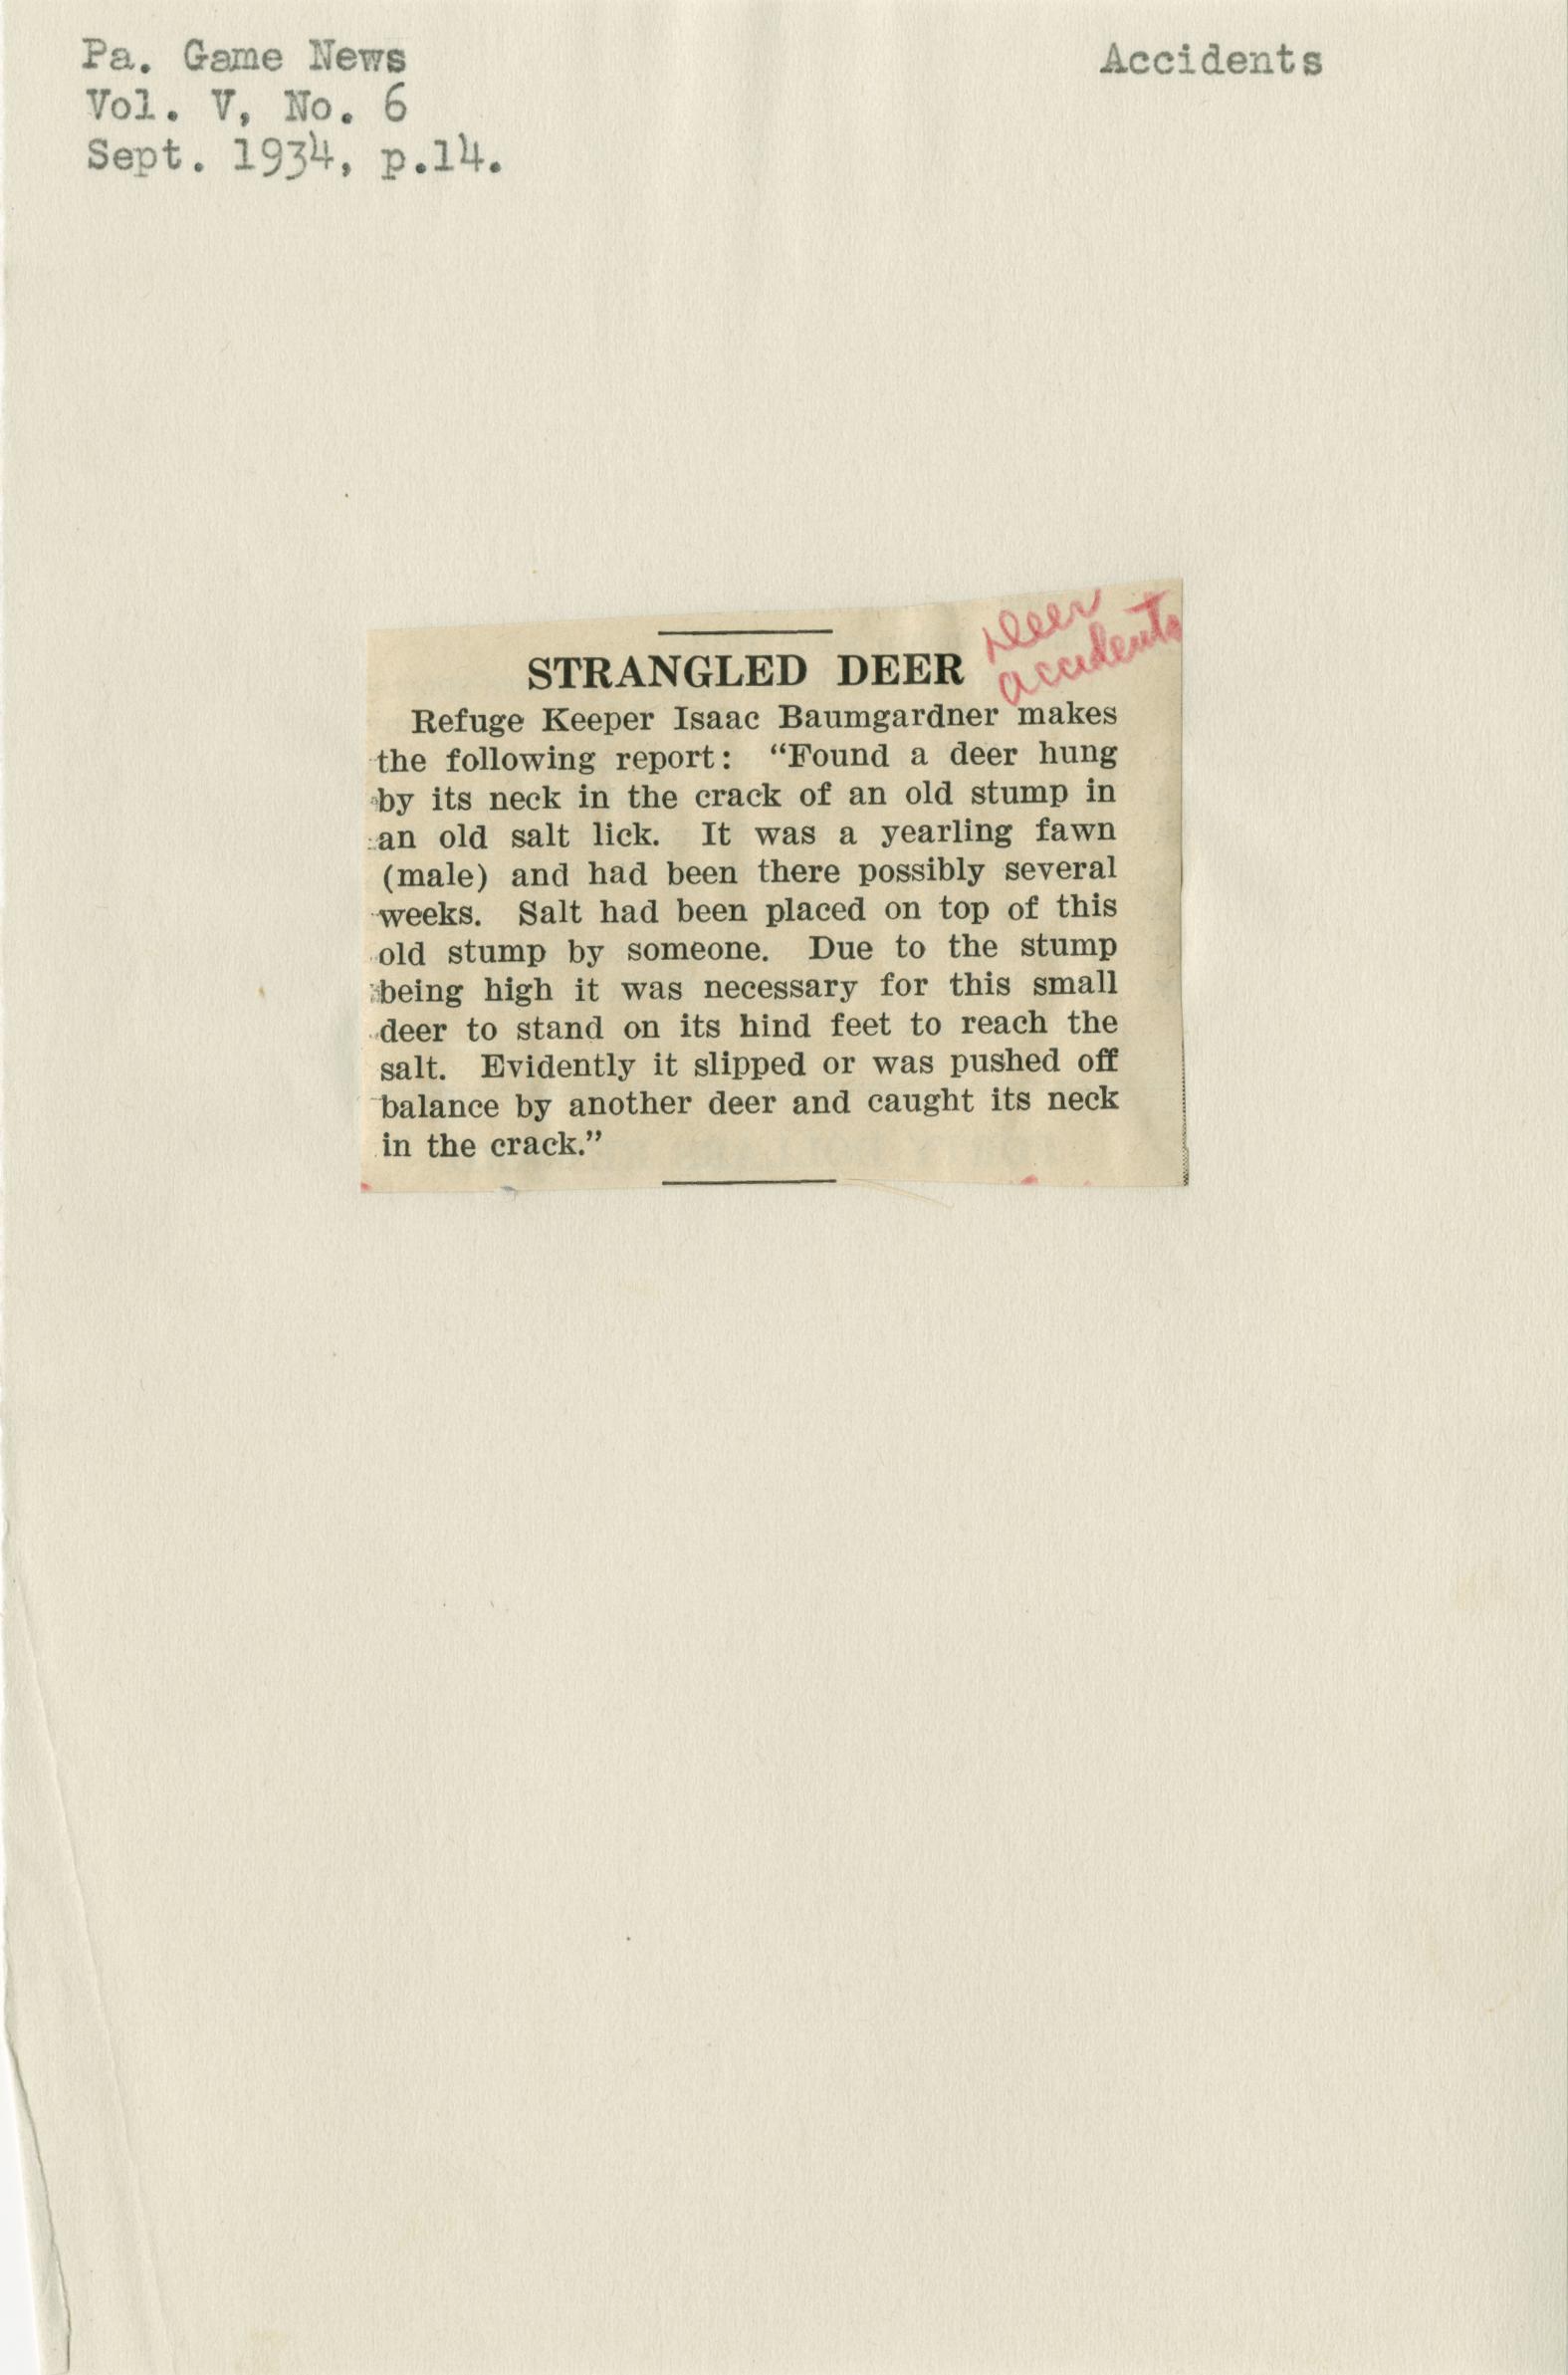 Pa. Game News
Accidents
Vol. V, No. 6
Sept. 1934, p.14.
Deer
accidents
STRANGLED DEER
Refuge Keeper Isaac Baumgardner makes
the following report: “Found a deer hung
by its neck in the crack of an old stump in
an old salt lick. It was a yearling fawn
(male) and had been there possibly several
weeks. Salt had been placed on top of this
old stump by someone. Due to the stump
being high it was necessary for this small
deer to stand on its hind feet to reach the
salt. Evidently it slipped or was pushed off
balance by another deer and caught its neck
in the crack.”